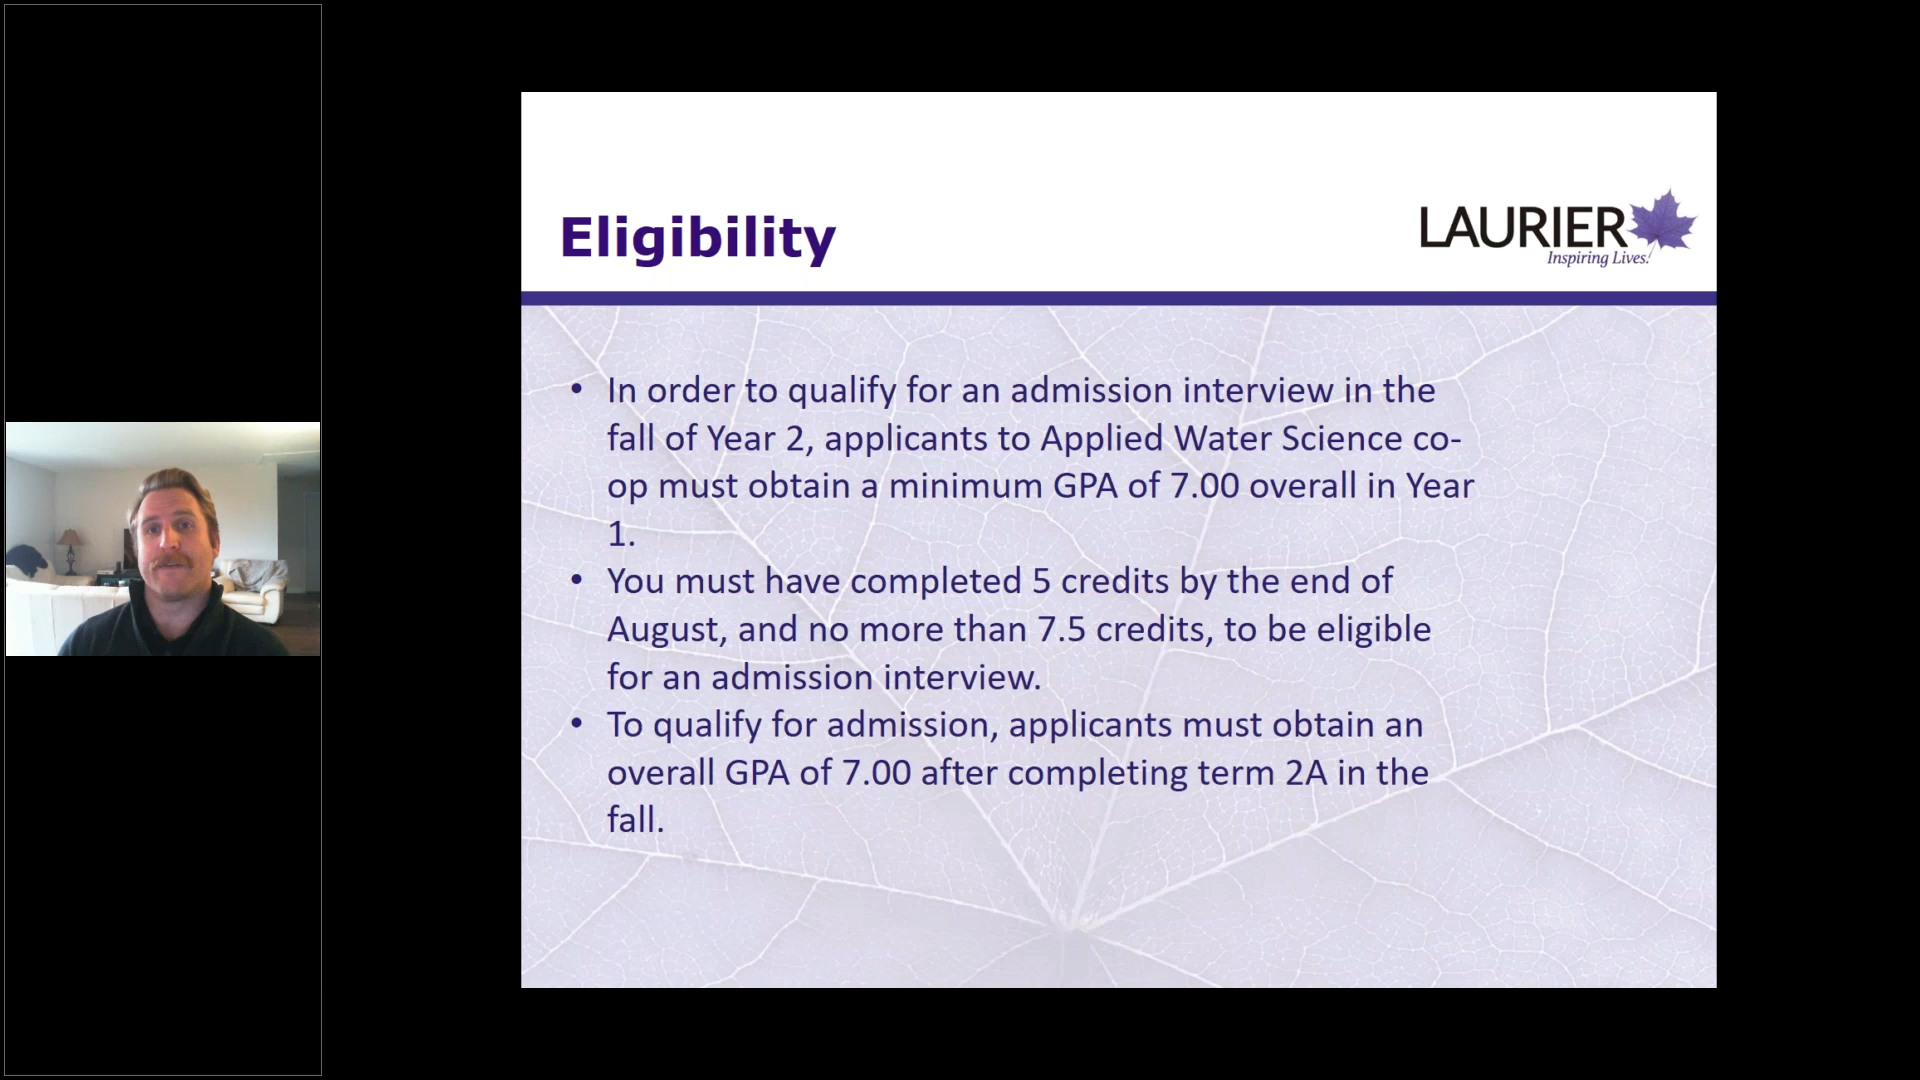 Eligibility
LAURIER
Inspiring Lives.
• In order to qualify for an admission interview in the
fall of Year 2, applicants to Applied Water Science co-
op must obtain a minimum GPA of 7.00 overall in Year
1.
• You must have completed 5 credits by the end of
August, and no more than 7.5 credits, to be eligible
for an admission interview.
• To qualify for admission, applicants must obtain an
overall GPA of 7.00 after completing term 2A in the
fall.